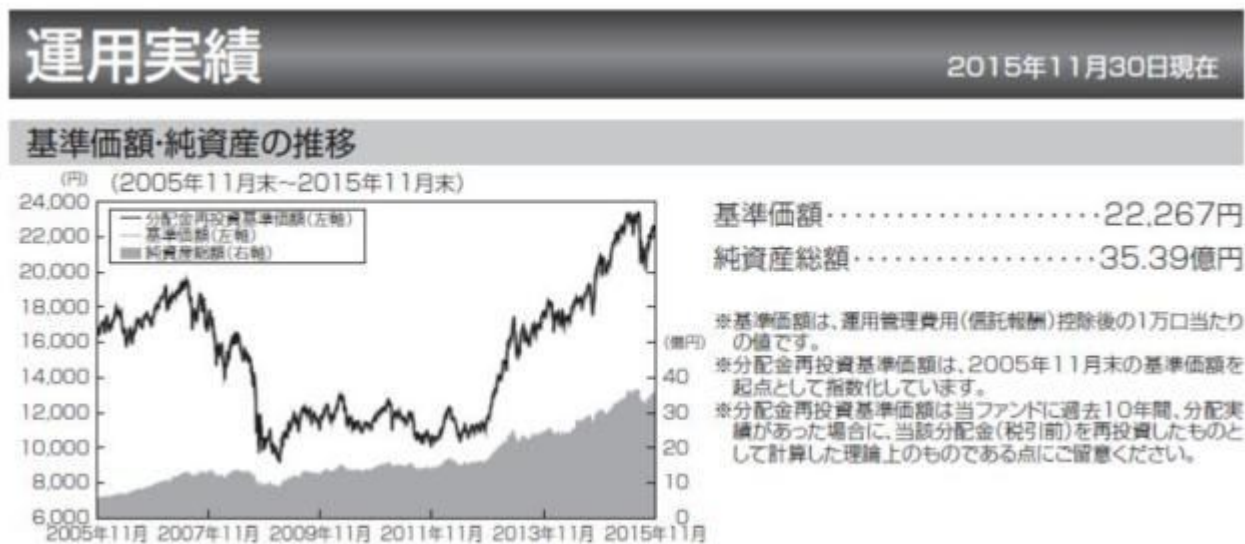 運用実績
2015年11月30日現在
基準価額・純資産の推移
(円) (2005年11月末~2015年11月末)
24,000
22,000
20,000
18,000
16,000
14,000
12,000
10,000
8,000
6,000
分配金再投資基準価額(左軸)
基準価額(左軸)
純資産総額(右軸)
(億円)
40
30
20
10
0
2005年11月 2007年11月 2009年11月 2011年11月 2013年11月 2015年11月
基準価額‥‥‥‥‥‥‥‥‥‥22,267円
純資産総額‥‥‥‥‥‥‥‥‥35.39億円
※基準価額は、運用管理費用(信託報酬)控除後の1万口当たり
の値です。
※分配金再投資基準価額は、2005年11月末の基準価額を
起点として指数化しています。
※分配金再投資基準価額は当ファンドに過去10年間、分配実
績があった場合に、当該分配金(税引前)を再投資したものと
して計算した理論上のものである点にご留意ください。